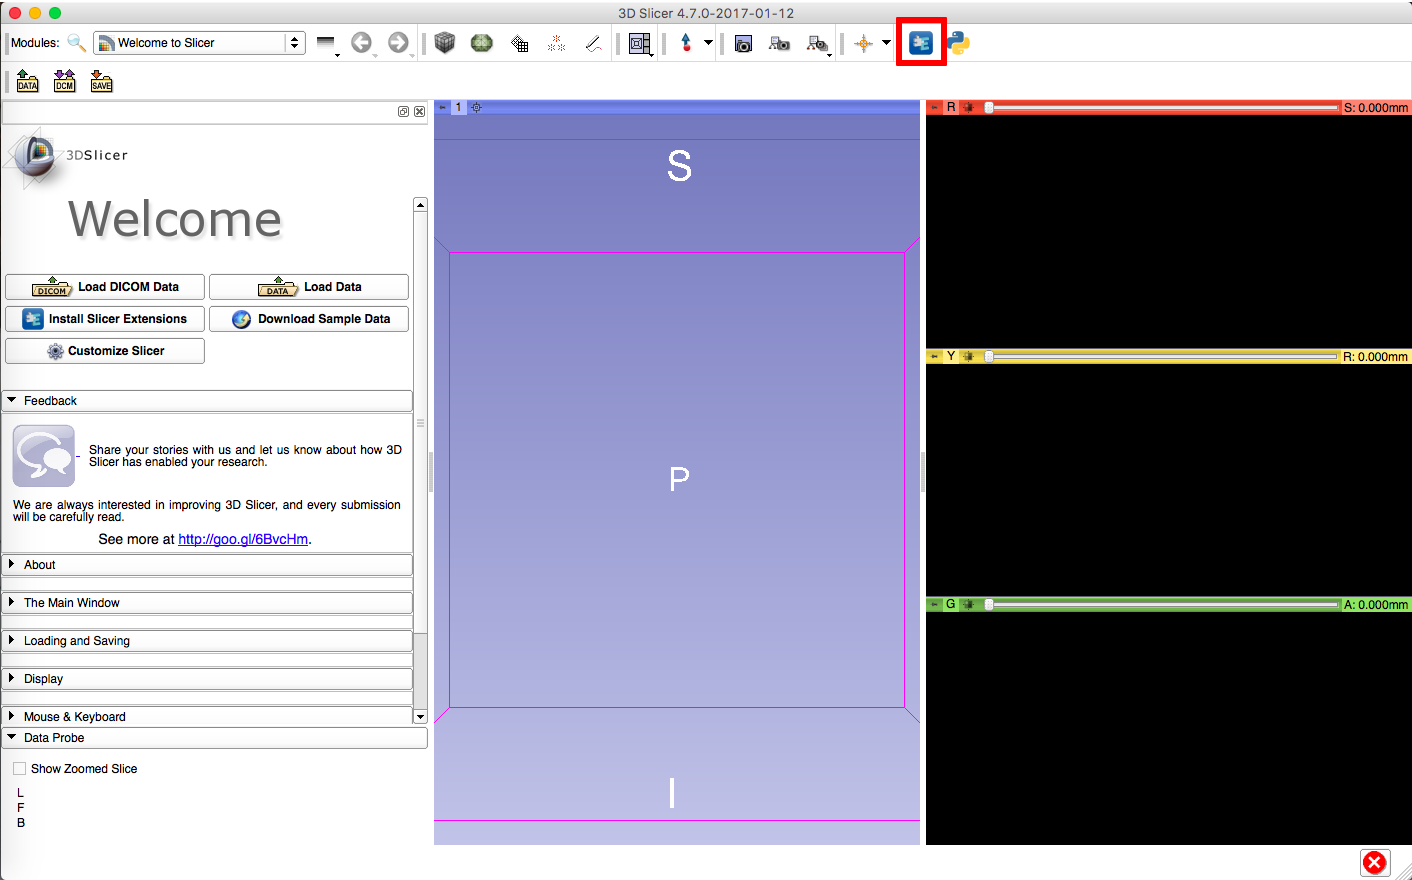 3D Slicer 4.7.0-2017-01-12
Modules: Welcome to Slicer
DATA DCM SAVE
1
R S: 0.000mm
3DSlicer
Welcome
DICOM Load DICOM Data DATA Load Data
Install Slicer Extensions Download Sample Data
Customize Slicer
Feedback
Share your stories with us and let us know about how 3D
Slicer has enabled your research.
We are always interested in improving 3D Slicer, and every submission
will be carefully read.
See more at http://goo.gl/6BvcHm.
About
The Main Window
Loading and Saving
Display
Mouse & Keyboard
Data Probe
Show Zoomed Slice
L
F
B
S
P
I
Y R: 0.000mm
G A: 0.000mm